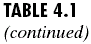 TABLE 4.1
(continued)